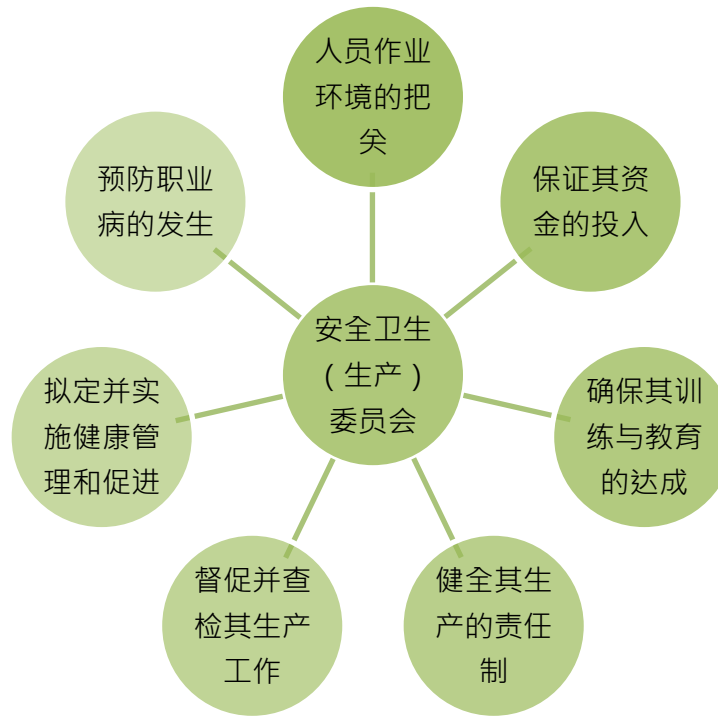 人员作业
环境的把
关
保证其资
金的投入
确保其训
练与教育
的达成
健全其生
产的责任
制
督促并查
检其生产
工作
拟定并实
施健康管
理和促进
预防职业
病的发生
安全卫生
（生产）
委员会